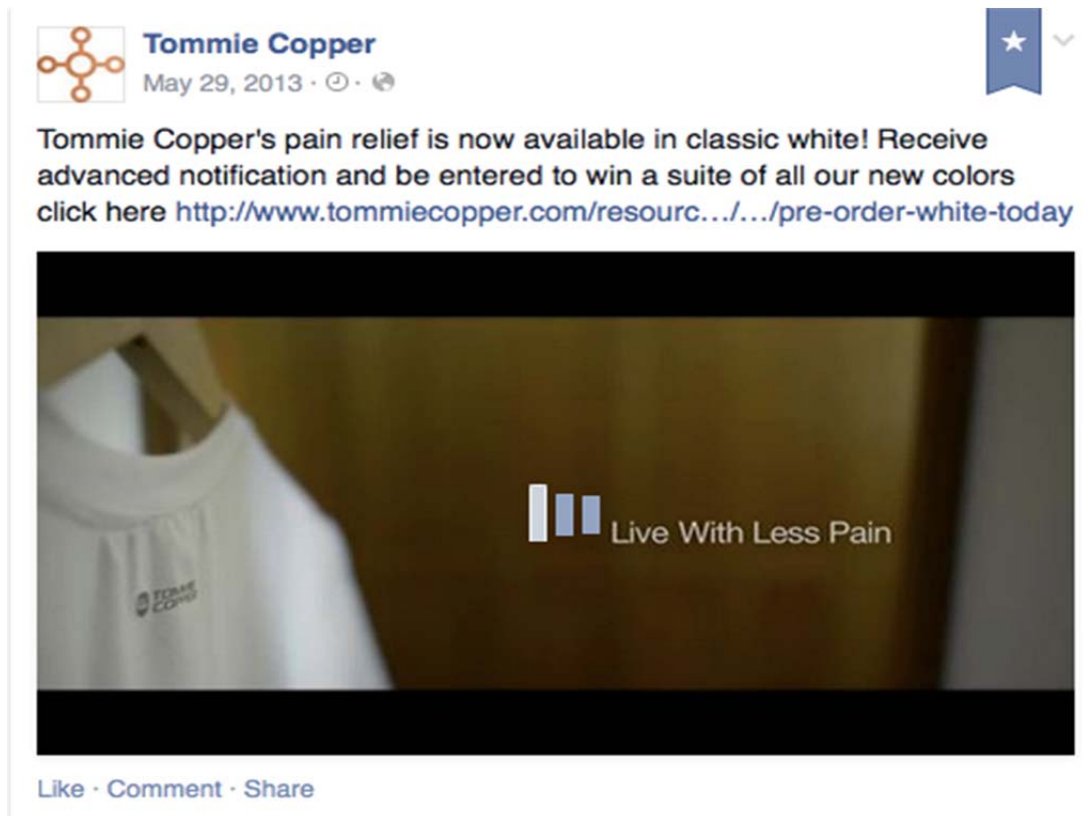 Tommie Copper
May 29, 2013 ·
Tommie Copper's pain relief is now available in classic white! Receive
advanced notification and be entered to win a suite of all our new colors
click here http://www.tommiecopper.com/resourc.../.../pre-order-white-today
TOMMIE
COPPER
Live With Less Pain
Like · Comment · Share